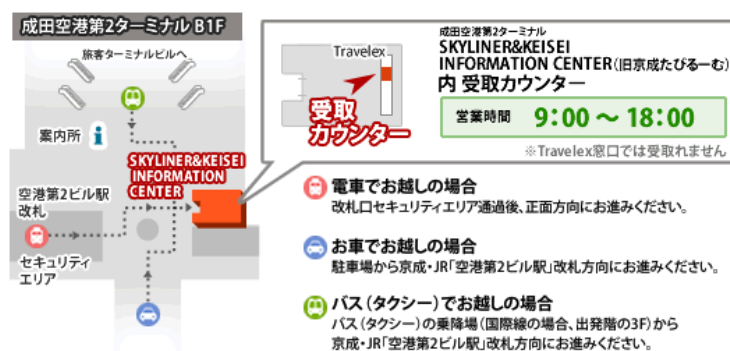 成田空港第2ターミナル B1F
旅客ターミナルビルへ
案内所
SKYLINER&KEISEI
INFORMATION
CENTER
空港第2ビル駅
改札
セキュリティ
エリア
Travelex
受取
カウンター
成田空港第2ターミナル
SKYLINER&KEISEI
INFORMATION CENTER(旧京成たびるーむ)
内 受取カウンター
営業時間 9:00 ~ 18:00
※Travelex窓口では受取れません
電車でお越しの場合
改札口セキュリティエリア通過後、正面方向にお進みください。
お車でお越しの場合
駐車場から京成・JR「空港第2ビル駅」改札方向にお進みください。
バス(タクシー)でお越しの場合
バス(タクシー)の乗降場(国際線の場合、出発階の3F)から
京成・JR「空港第2ビル駅」改札方向にお進みください。